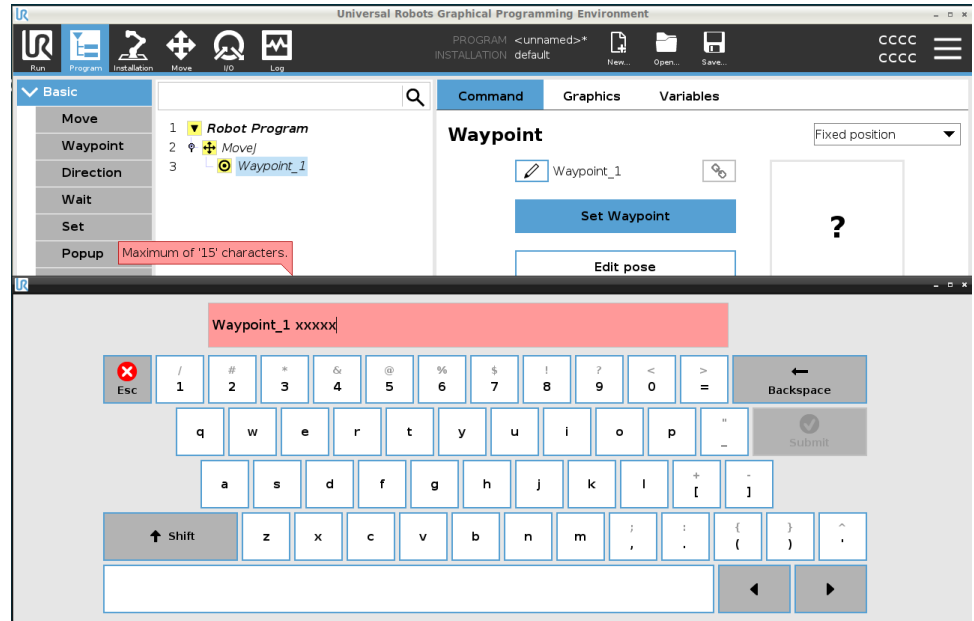 UR
Universal Robots Graphical Programming Environment
UR
Run
Program
Installation
Move
I/O
Log
PROGRAM <unnamed>*
INSTALLATION default
New...
Open...
Save...
CCCC
CCCC
Basic
Move
Waypoint
Direction
Wait
Set
Popup
1 Robot Program
2 MoveJ
3 Waypoint_1
Command Graphics Variables
Waypoint
Fixed position
Waypoint_1
Set Waypoint
?
Edit pose
Maximum of '15' characters.
UR
Waypoint_1 xxxxx
Esc
/ # * & @ % $ ! ? < >
1 2 3 4 5 6 7 8 9 0 =
Backspace
q w e r t y u i o p " _
Submit
a s d f g h j k l + [ - ]
Shift z x c v b n m ; , : . { ( } ) ^ '